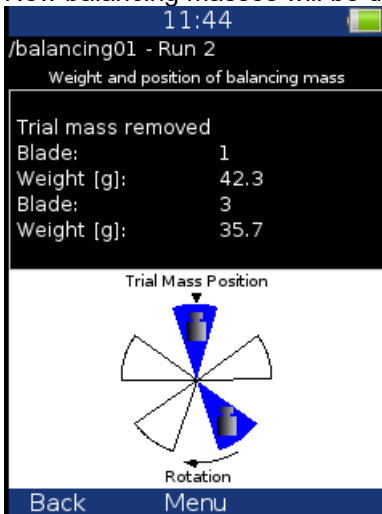 11:44
/balancing01 - Run 2
Weight and position of balancing mass
Trial mass removed
Blade: 1
Weight [g]: 42.3
Blade: 3
Weight [g]: 35.7
Trial Mass Position
Rotation
Back Menu